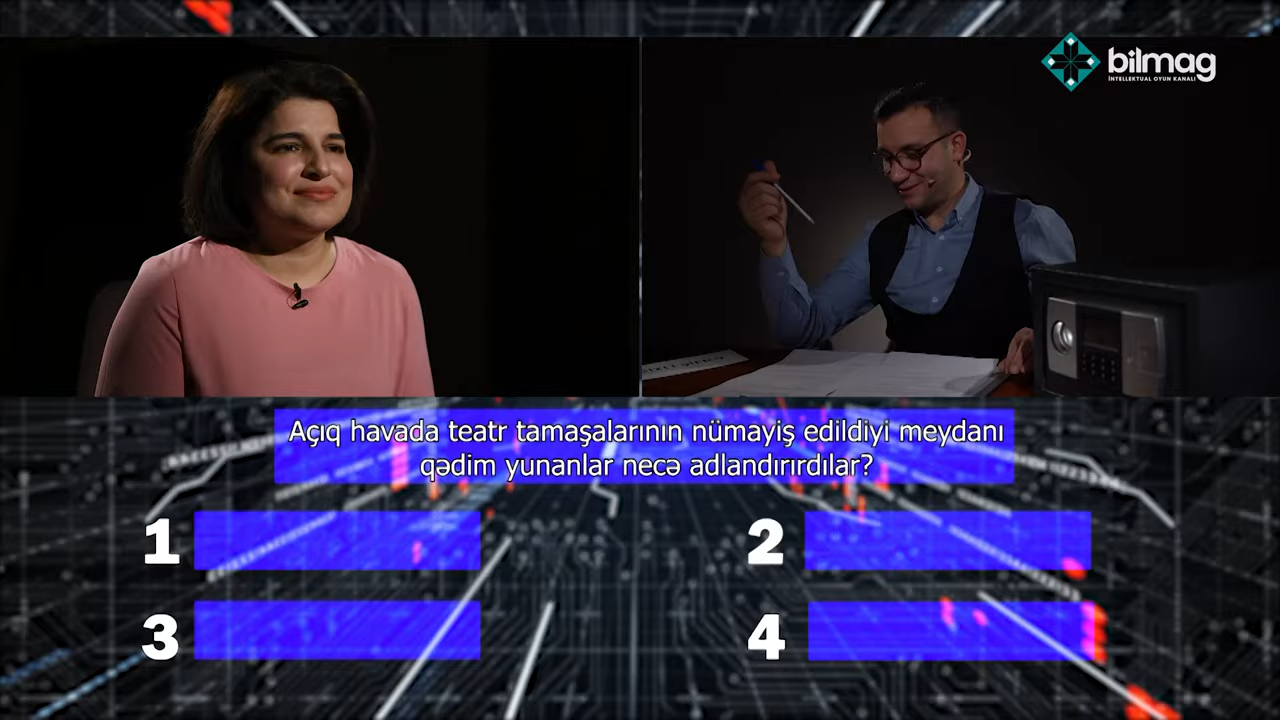 bilmag
İNTELLEKTUAL OYUN KANALI
Açıq havada teatr tamaşalarının nümayiş edildiyi meydanı
qədim yunanlar necə adlandırırdılar?
1
2
3
4